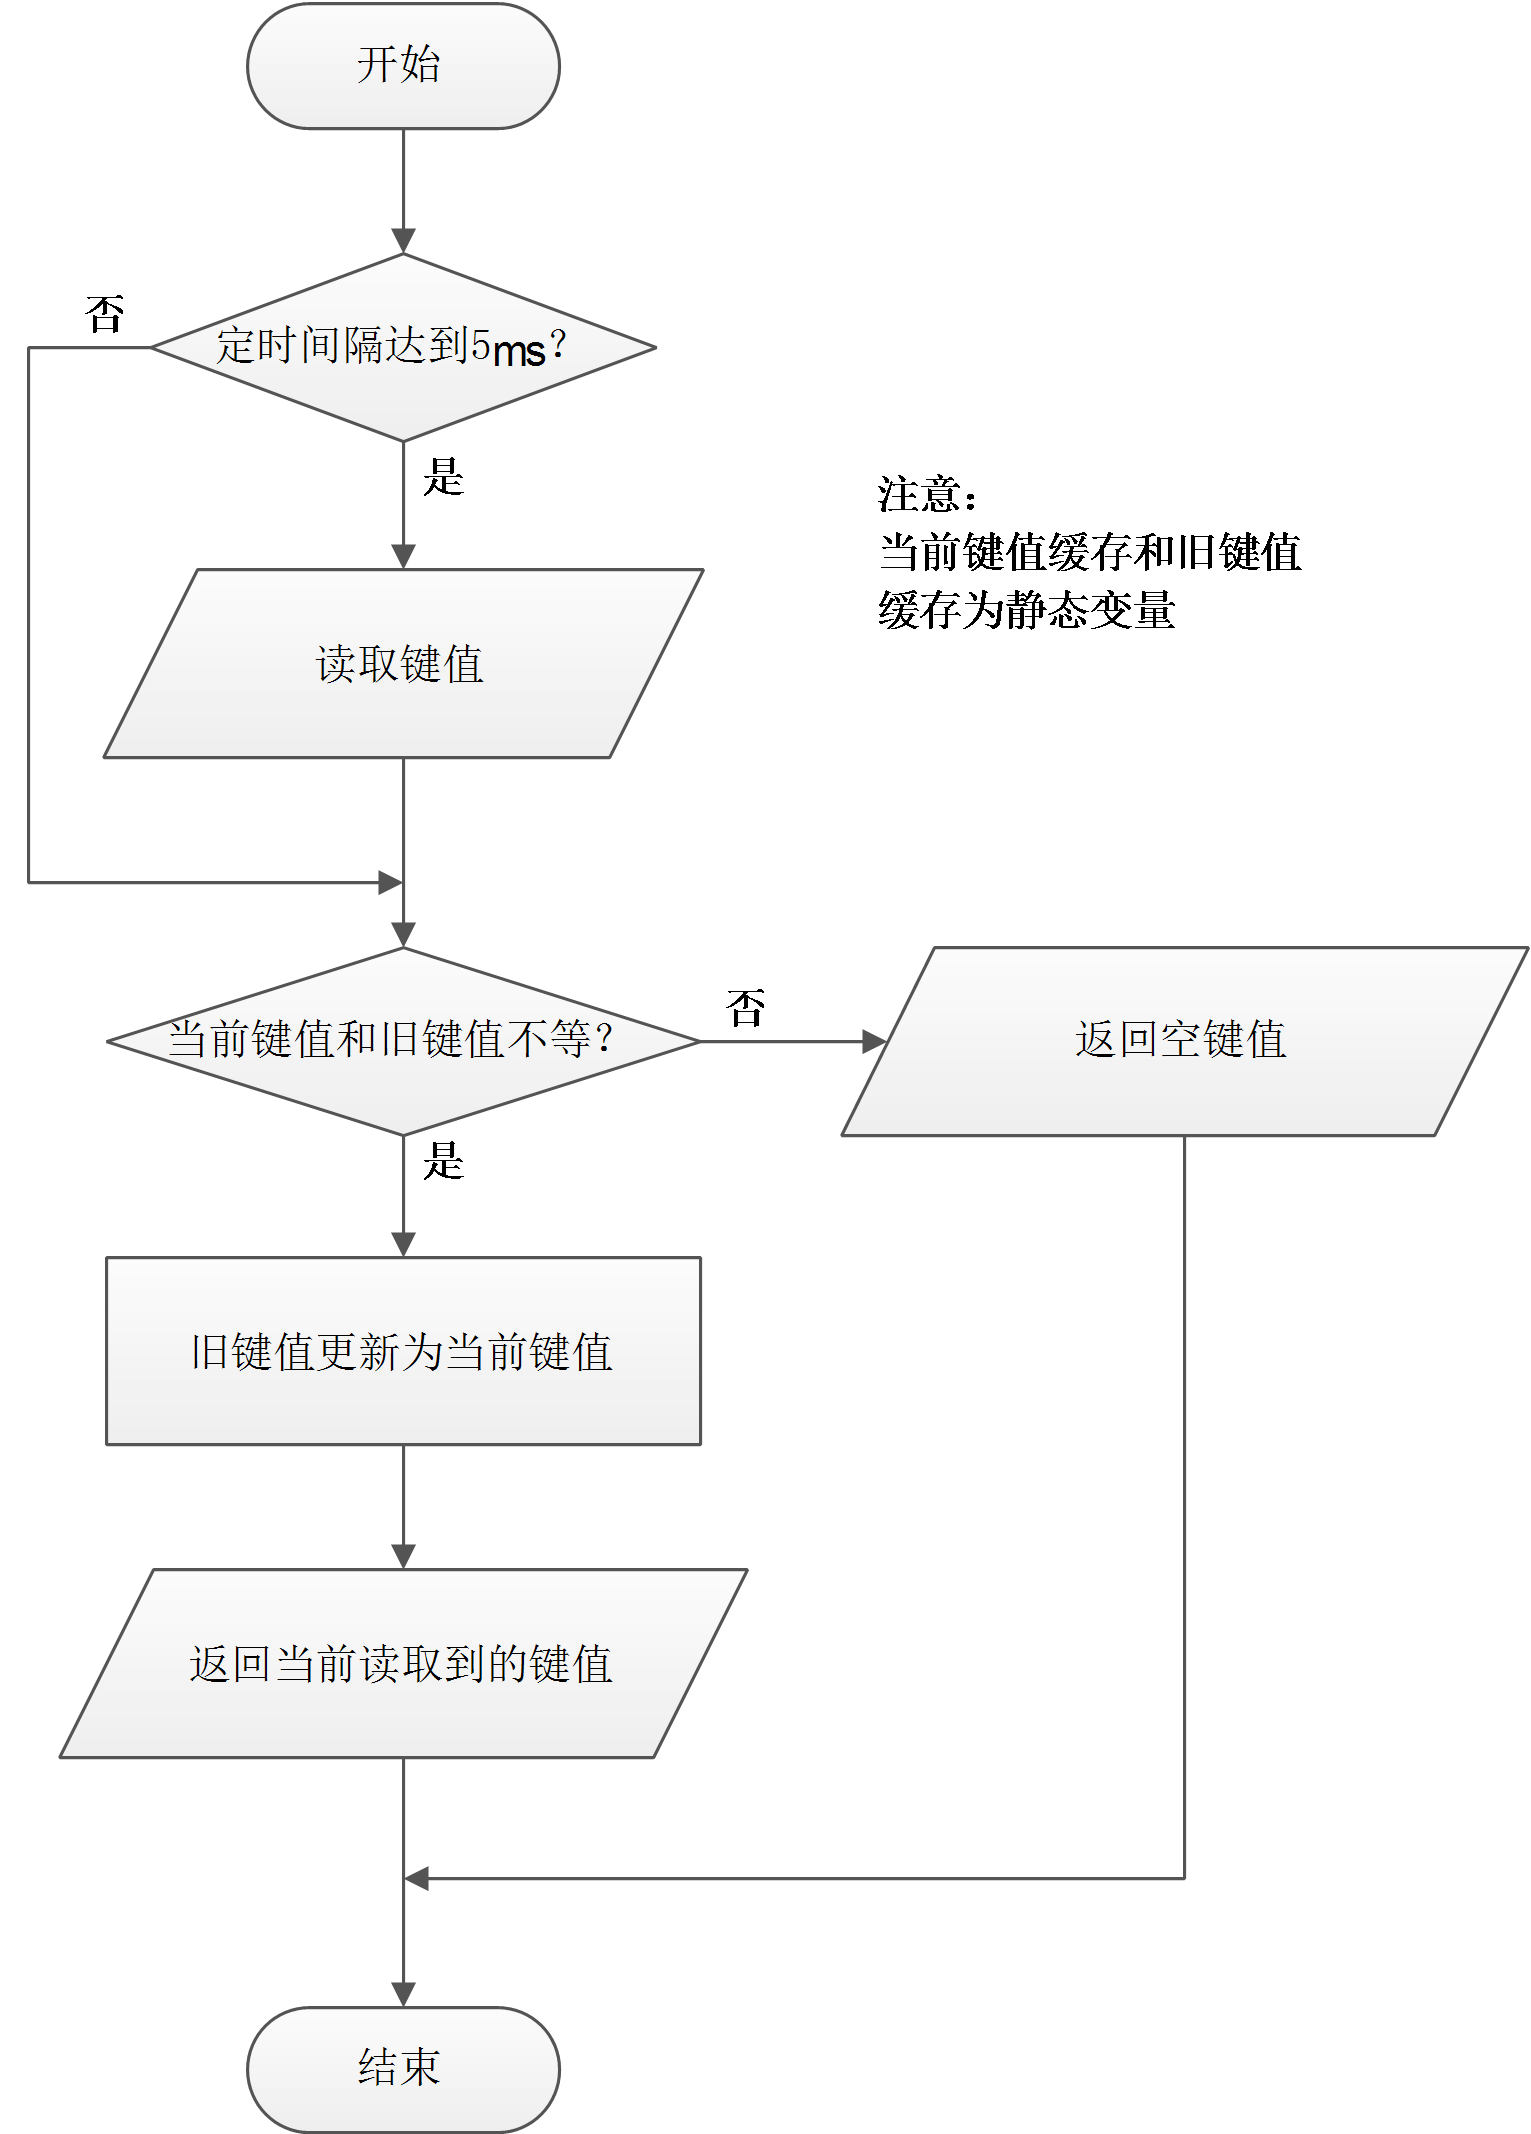 开始
否
定时间隔达到5ms?
是
注意：
当前键值缓存和旧键值
缓存为静态变量
读取键值
当前键值和旧键值不等?
否
返回空键值
是
旧键值更新为当前键值
返回当前读取到的键值
结束